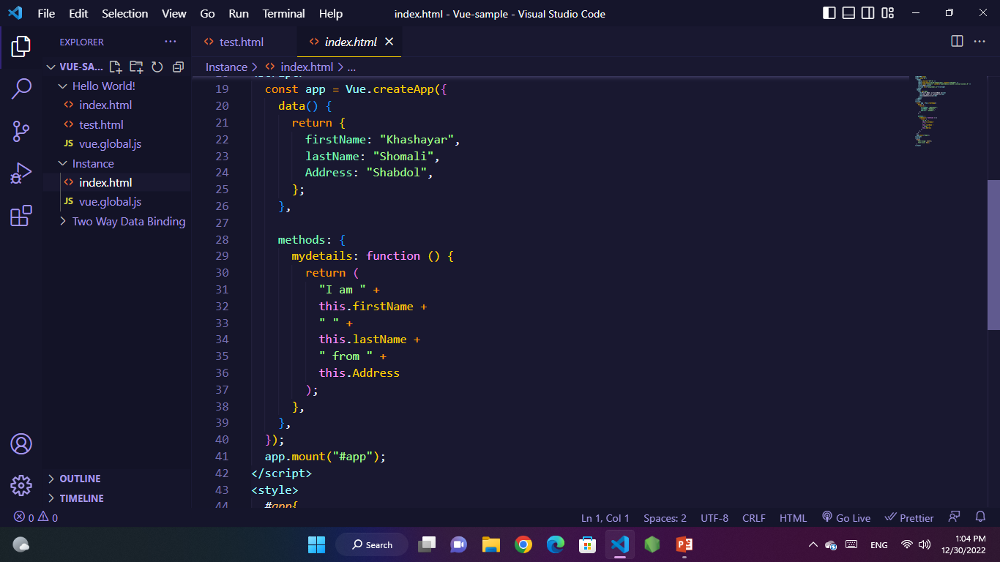 File Edit Selection View Go Run Terminal Help index.html - Vue-sample - Visual Studio Code
EXPLORER ···
VUE-SA...
Hello World!
index.html
test.html
JS vue.global.js
Instance
index.html
JS vue.global.js
Two Way Data Binding
OUTLINE
TIMELINE
test.html index.html
Instance > index.html > ...
19 const app = Vue.createApp({
20 data() {
21 return {
22 firstName: "Khashayar",
23 lastName: "Shomali",
24 Address: "Shabdol",
25 };
26 },
27
28 methods: {
29 mydetails: function () {
30 return (
31 "I am " +
32 this.firstName +
33 " " +
34 this.lastName +
35 " from " +
36 this.Address
37 );
38 },
39 },
40 });
41 app.mount("#app");
42 </script>
43 <style>
44 #app{
0 0 Ln 1, Col 1 Spaces: 2 UTF-8 CRLF HTML Go Live Prettier
Search ENG 1:04 PM
12/30/2022